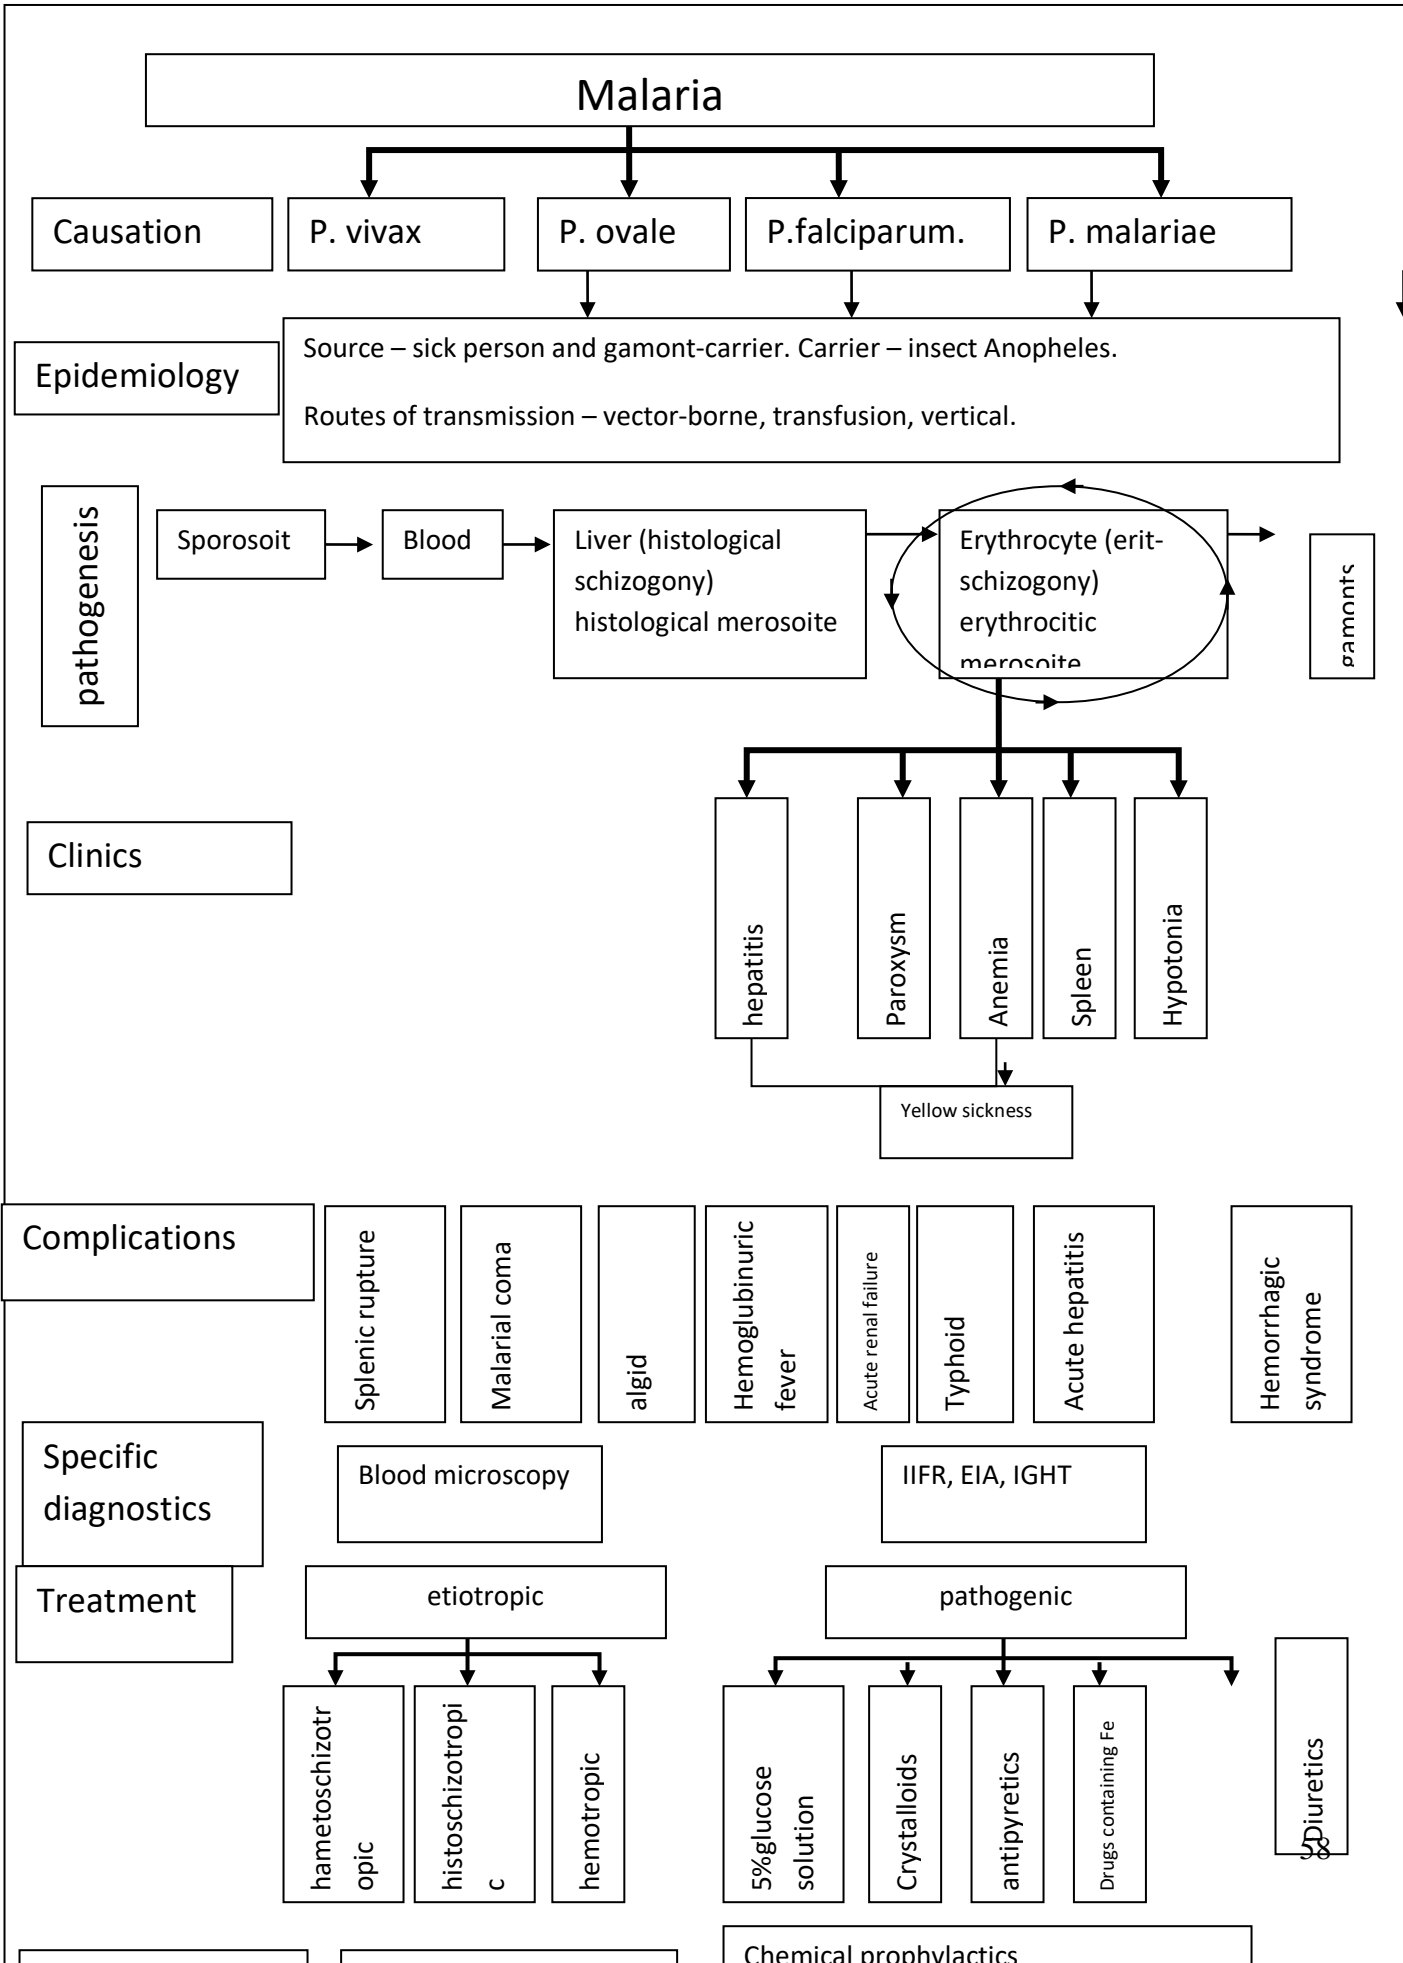 Malaria
Causation
P. vivax
P. ovale
P.falciparum.
P. malariae
Epidemiology
Source – sick person and gamont-carrier. Carrier – insect Anopheles.
Routes of transmission – vector-borne, transfusion, vertical.
pathogenesis
Sporosoit
Blood
Liver (histological
schizogony)
histological merosoite
Erythrocyte (erit-
schizogony)
erythrocitic
merosoite
gamonts
Clinics
hepatitis
Paroxysm
Anemia
Spleen
Hypotonia
Yellow sickness
Complications
Splenic rupture
Malarial coma
algid
Hemoglubinuric
fever
Acute renal failure
Typhoid
Acute hepatitis
Hemorrhagic
syndrome
Specific
diagnostics
Blood microscopy
IIFR, EIA, IGHT
Treatment
etiotropic
pathogenic
hametoschizotr
opic
histoschizotropi
c
hemotropic
5%glucose
solution
Crystalloids
antipyretics
Drugs containing Fe
Diuretics
58
Chemical prophylactics